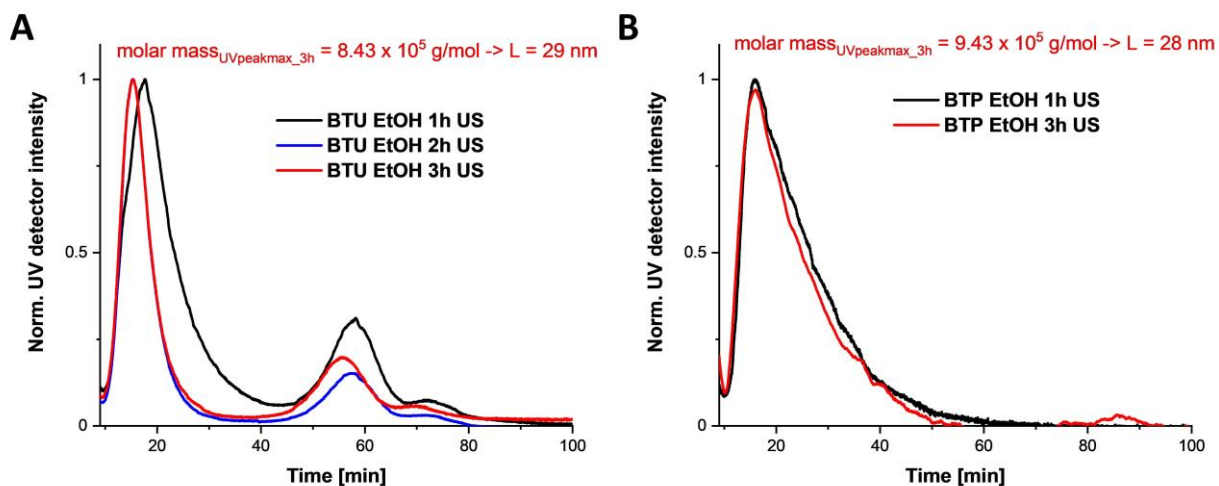 A
molar mass_UVpeakmax_3h = 8.43 x 10^5 g/mol -> L = 29 nm
Norm. UV detector intensity
1
0.5
0
BTU EtOH 1h US
BTU EtOH 2h US
BTU EtOH 3h US
20 40 60 80 100
Time [min]
B
molar mass_UVpeakmax_3h = 9.43 x 10^5 g/mol -> L = 28 nm
Norm. UV detector intensity
1
0.5
0
BTP EtOH 1h US
BTP EtOH 3h US
20 40 60 80 100
Time [min]